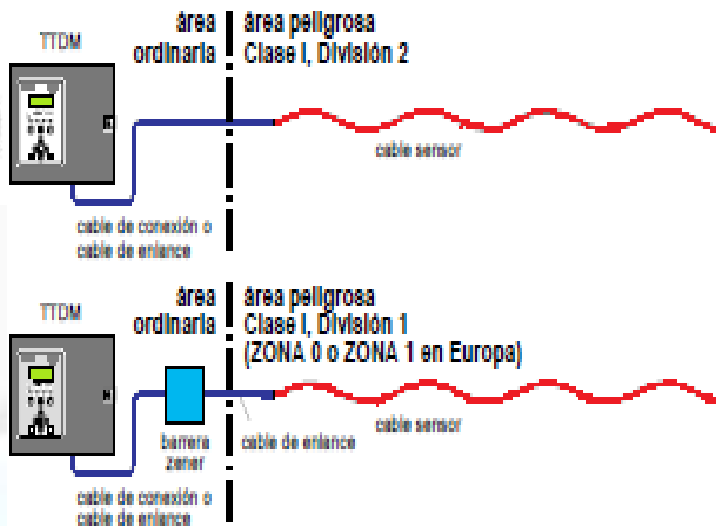 TTDM
área
ordinaria
área peligrosa
Clase I, División 2
cable sensor
cable de conexión o
cable de enlance
TTDM
área
ordinaria
área peligrosa
Clase I, División 1
(ZONA 0 o ZONA 1 en Europa)
barrera
zener
cable de enlance
cable sensor
cable de conexión o
cable de enlance